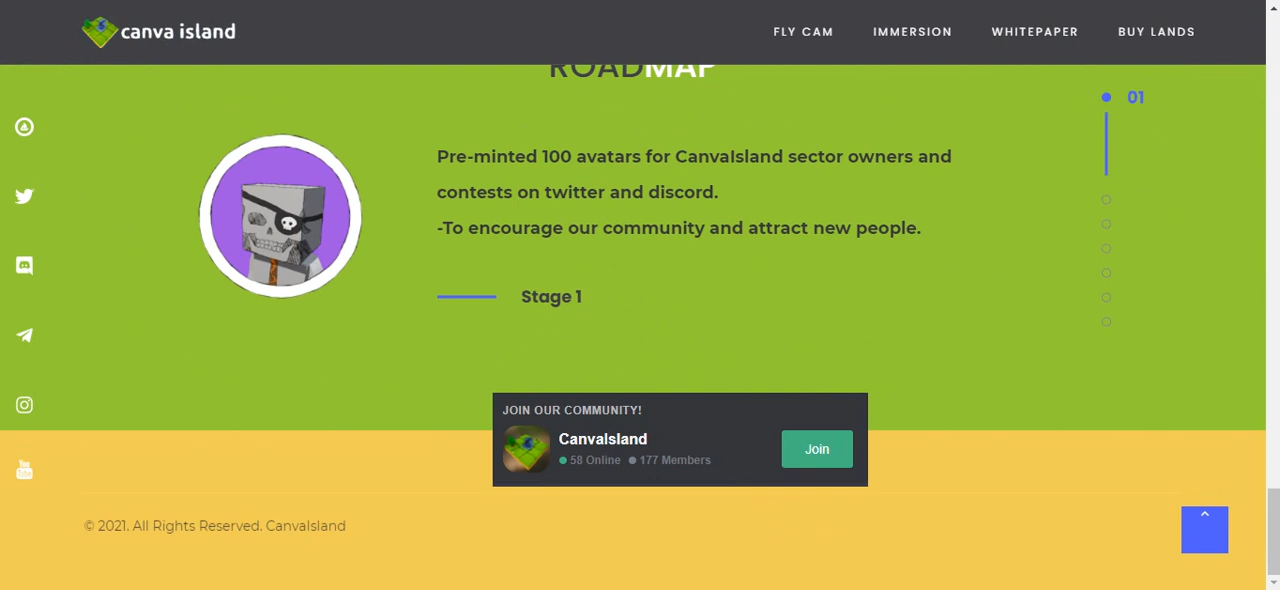 canva island
FLY CAM
IMMERSION
WHITEPAPER
BUY LANDS
ROADMAP
01
Pre-minted 100 avatars for CanvaIsland sector owners and
contests on twitter and discord.
-To encourage our community and attract new people.
Stage 1
JOIN OUR COMMUNITY!
CanvaIsland
58 Online 177 Members
Join
© 2021. All Rights Reserved. CanvaIsland